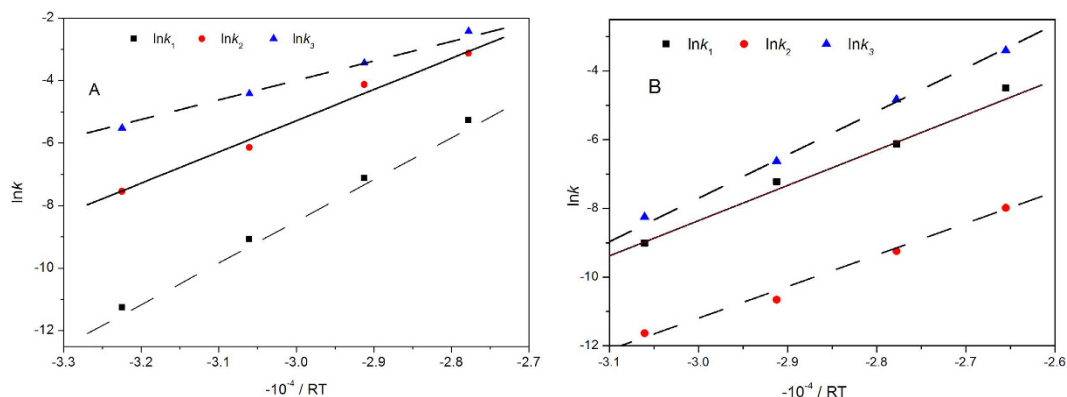 lnk₁ lnk₂ lnk₃
A
lnk
-2
-4
-6
-8
-10
-12
-3.3 -3.2 -3.1 -3.0 -2.9 -2.8 -2.7
-10⁻⁴ / RT
lnk₁ lnk₂ lnk₃
B
lnk
-4
-6
-8
-10
-12
-3.1 -3.0 -2.9 -2.8 -2.7 -2.6
-10⁻⁴ / RT